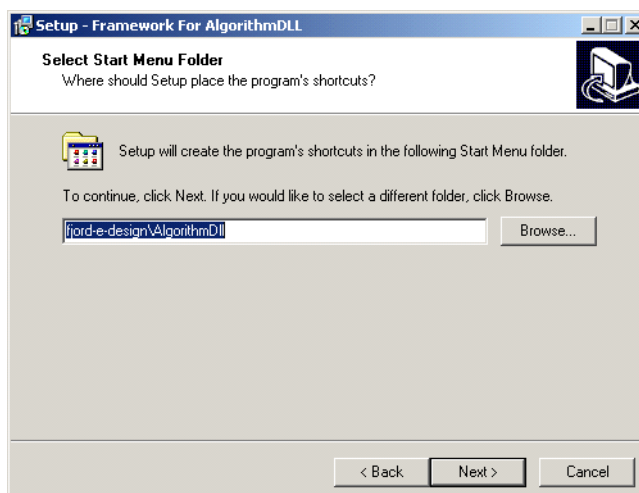 Setup - Framework For AlgorithmDLL
Select Start Menu Folder
Where should Setup place the program's shortcuts?
Setup will create the program's shortcuts in the following Start Menu folder.
To continue, click Next. If you would like to select a different folder, click Browse.
fjord-e-design\AlgorithmDll
Browse...
< Back
Next >
Cancel